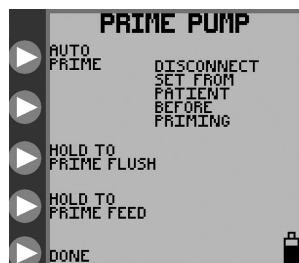 PRIME PUMP
AUTO
PRIME
DISCONNECT
SET FROM
PATIENT
BEFORE
PRIMING
HOLD TO
PRIME FLUSH
HOLD TO
PRIME FEED
DONE